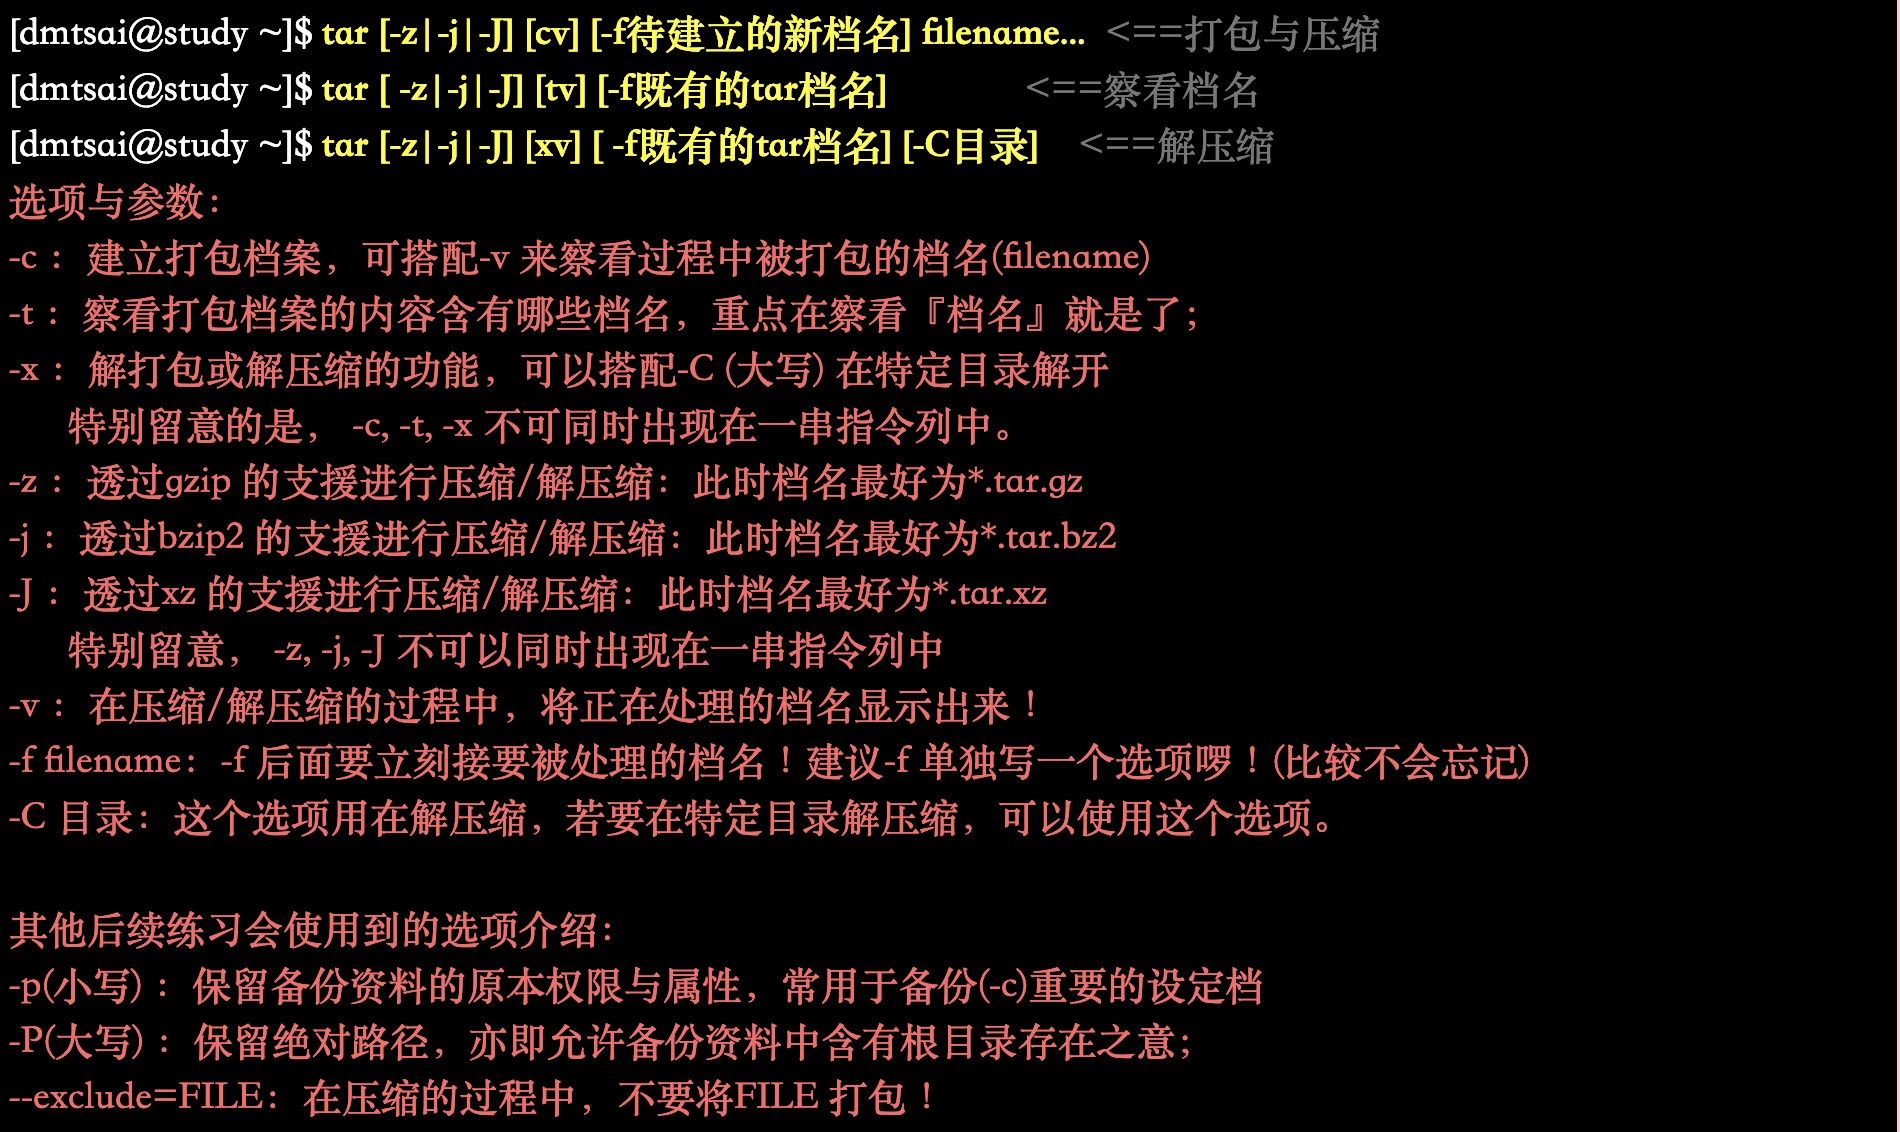 [dmtsai@study ~]$ tar [-z|-j|-J] [cv] [-f待建立的新档名] filename... <==打包与压缩
[dmtsai@study ~]$ tar [ -z|-j|-J] [tv] [-f既有的tar档名] <==察看档名
[dmtsai@study ~]$ tar [-z|-j|-J] [xv] [ -f既有的tar档名] [-C目录] <==解压缩
选项与参数：
-c ：建立打包档案，可搭配-v 来察看过程中被打包的档名(filename)
-t ：察看打包档案的内容含有哪些档名，重点在察看『档名』就是了；
-x ：解打包或解压缩的功能，可以搭配-C (大写) 在特定目录解开
特别留意的是， -c, -t, -x 不可同时出现在一串指令列中。
-z ：透过gzip 的支援进行压缩/解压缩：此时档名最好为*.tar.gz
-j ：透过bzip2 的支援进行压缩/解压缩：此时档名最好为*.tar.bz2
-J ：透过xz 的支援进行压缩/解压缩：此时档名最好为*.tar.xz
特别留意， -z, -j, -J 不可以同时出现在一串指令列中
-v ：在压缩/解压缩的过程中，将正在处理的档名显示出来！
-f filename：-f 后面要立刻接要被处理的档名！建议-f 单独写一个选项啰！(比较不会忘记)
-C 目录：这个选项用在解压缩，若要在特定目录解压缩，可以使用这个选项。
其他后续练习会使用到的选项介绍：
-p(小写) ：保留备份资料的原本权限与属性，常用于备份(-c)重要的设定档
-P(大写) ：保留绝对路径，亦即允许备份资料中含有根目录存在之意；
--exclude=FILE：在压缩的过程中，不要将FILE 打包！